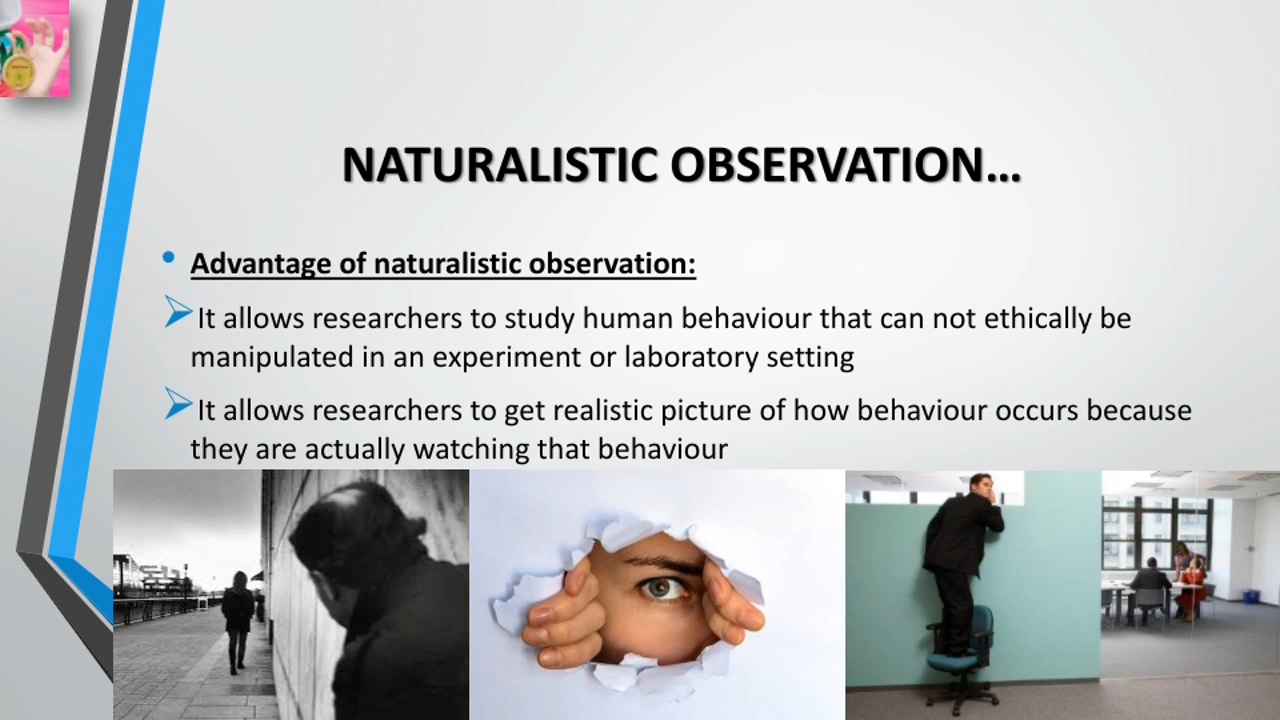 NATURALISTIC OBSERVATION…
• Advantage of naturalistic observation:
➢It allows researchers to study human behaviour that can not ethically be
manipulated in an experiment or laboratory setting
➢It allows researchers to get realistic picture of how behaviour occurs because
they are actually watching that behaviour